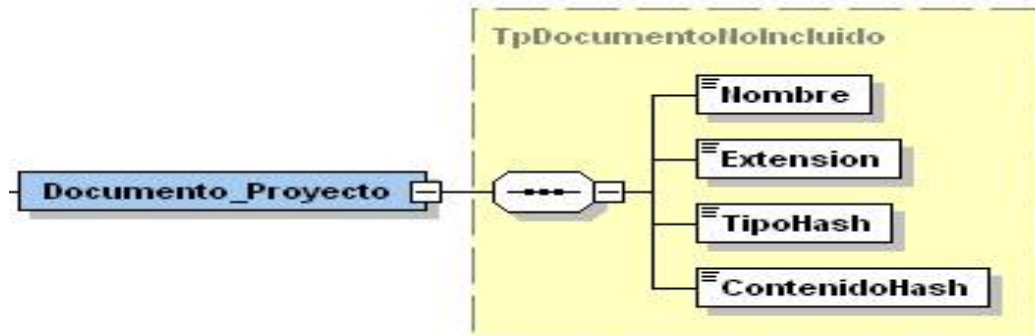 TpDocumentoNoIncluido
Nombre
Extension
Documento_Proyecto
TipoHash
ContenidoHash